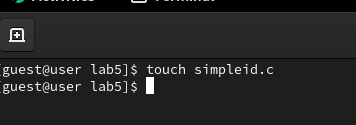 [guest@user lab5]$ touch simpleid.c
[guest@user lab5]$